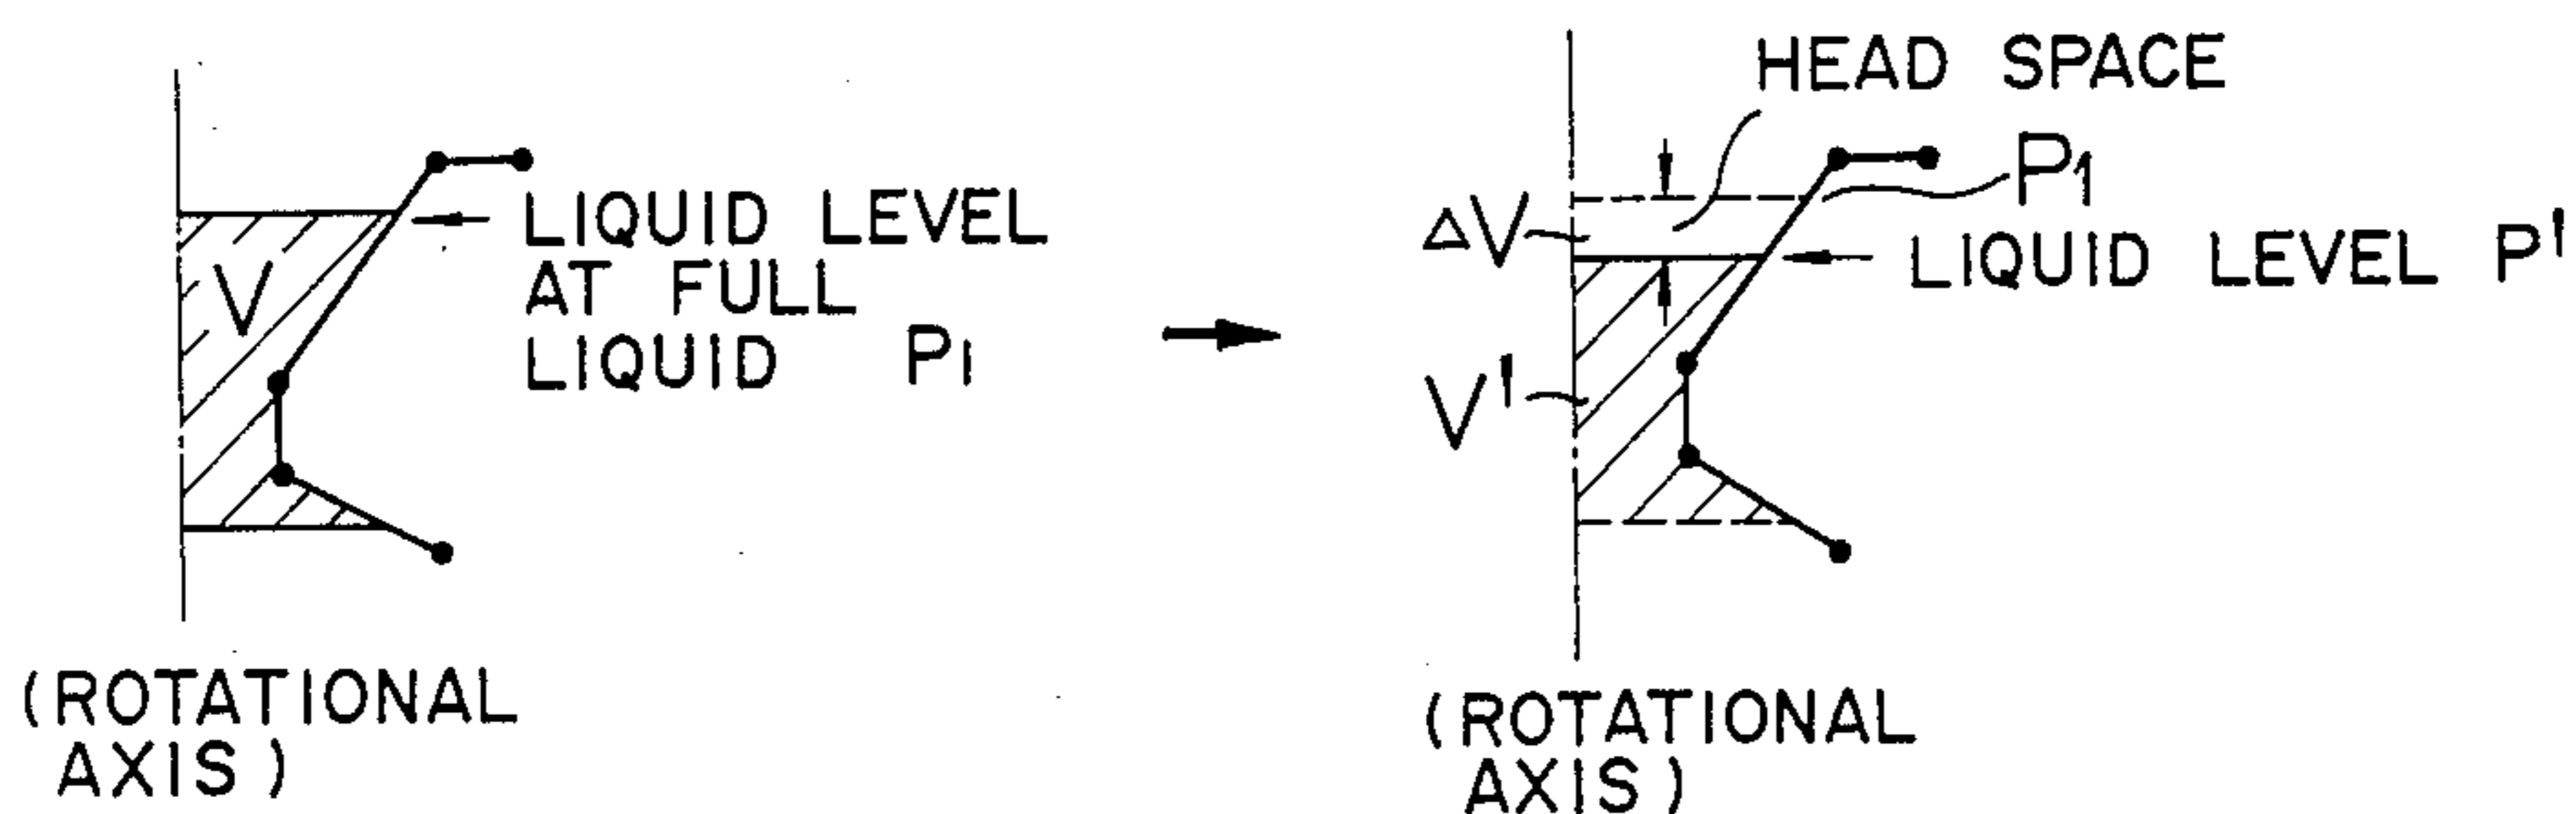 V
LIQUID LEVEL
AT FULL
LIQUID P1
(ROTATIONAL
AXIS)
HEAD SPACE
P1
ΔV
LIQUID LEVEL P'
V'
(ROTATIONAL
AXIS)